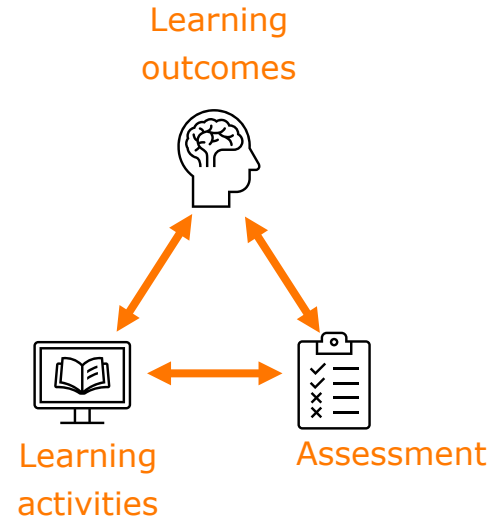 Learning
outcomes
Learning
activities
Assessment